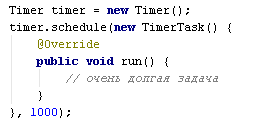 Timer timer = new Timer();
timer.schedule(new TimerTask() {
    @Override
    public void run() {
        // очень долгая задача
    }
}, 1000);